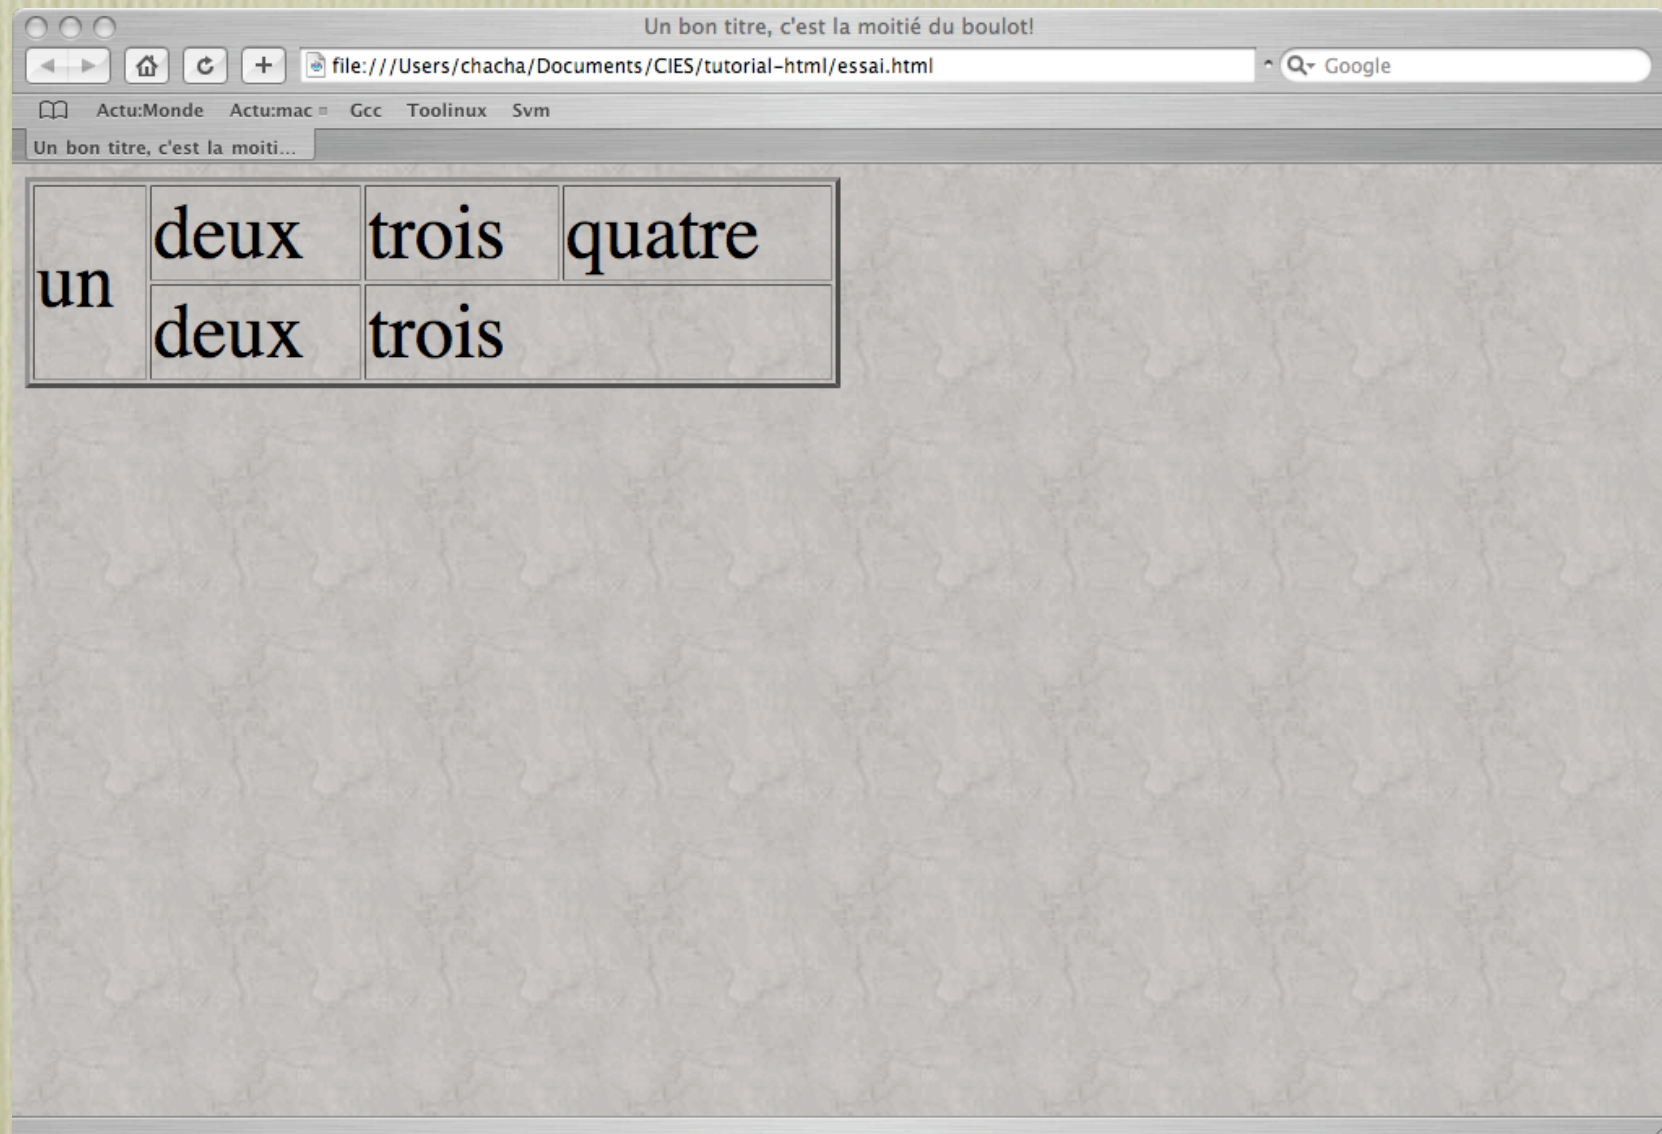 Un bon titre, c'est la moitié du boulot!
file:///Users/chacha/Documents/CIES/tutorial-html/essai.html
Google
Actu:Monde Actu:mac Gcc Toolinux Svm
Un bon titre, c'est la moiti...
un deux trois quatre
deux trois